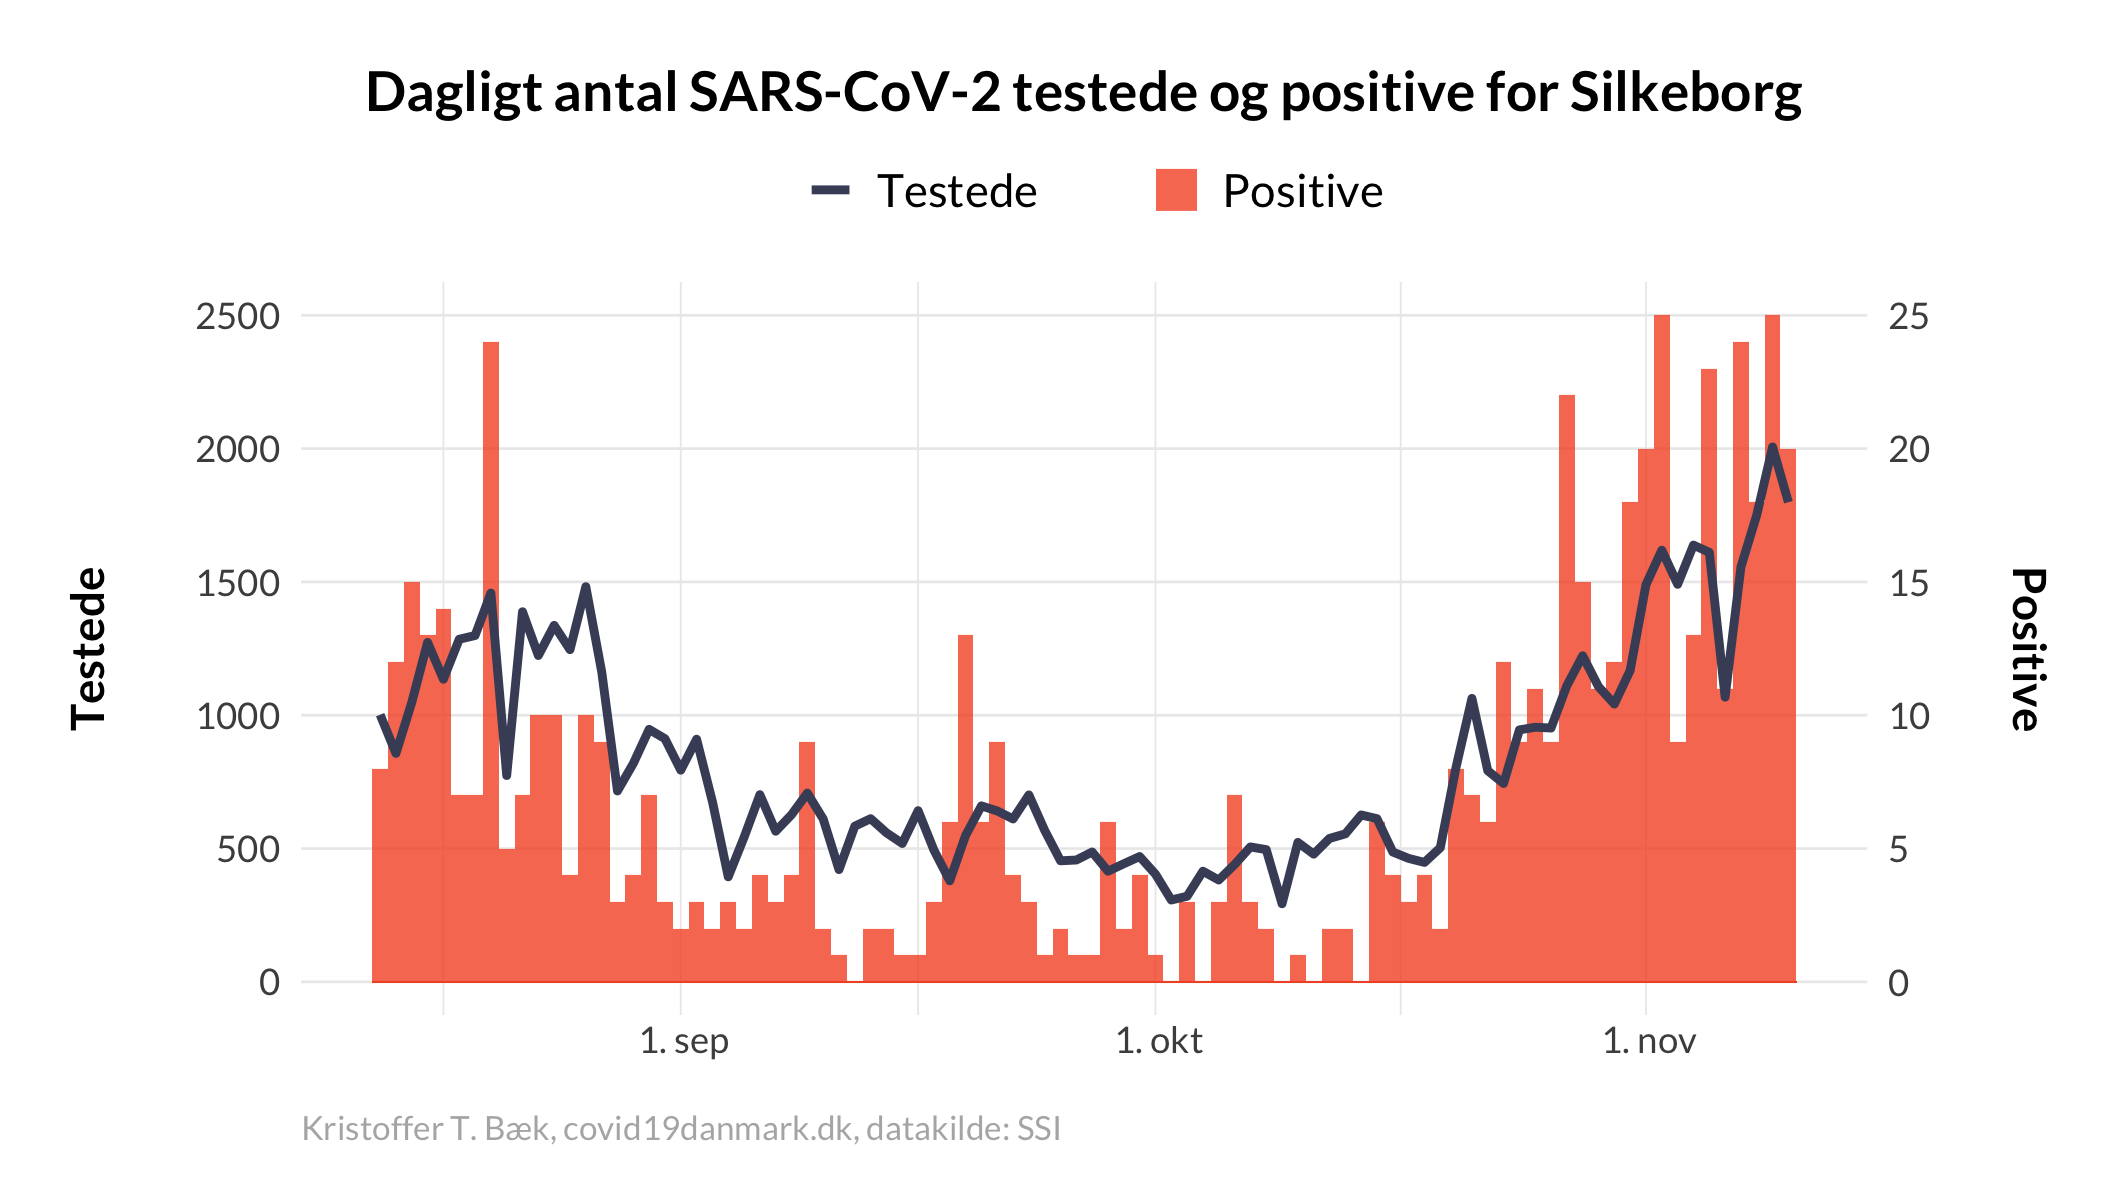 Dagligt antal SARS-CoV-2 testede og positive for Silkeborg
Testede
Positive
2500
2000
1500
1000
500
0
Testede
25
20
15
10
5
0
Positive
1. sep
1. okt
1. nov
Kristoffer T. Bæk, covid19danmark.dk, datakilde: SSI